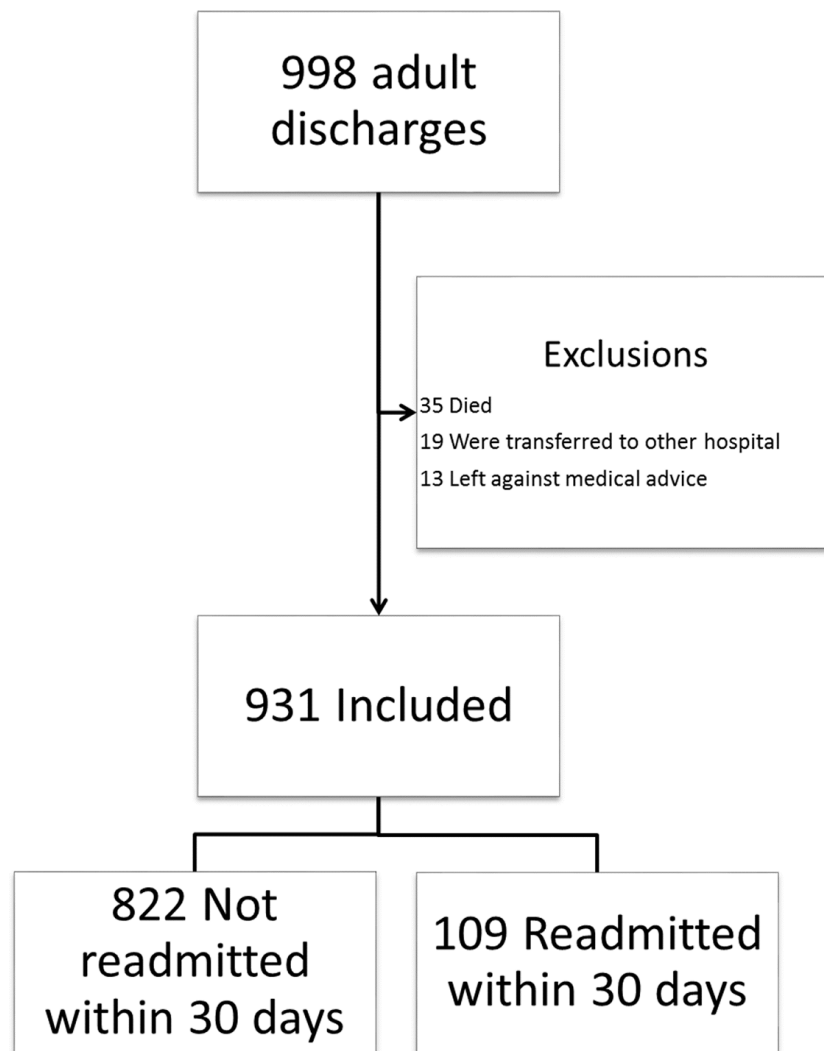 998 adult
discharges
Exclusions
35 Died
19 Were transferred to other hospital
13 Left against medical advice
931 Included
822 Not
readmitted
within 30 days
109 Readmitted
within 30 days